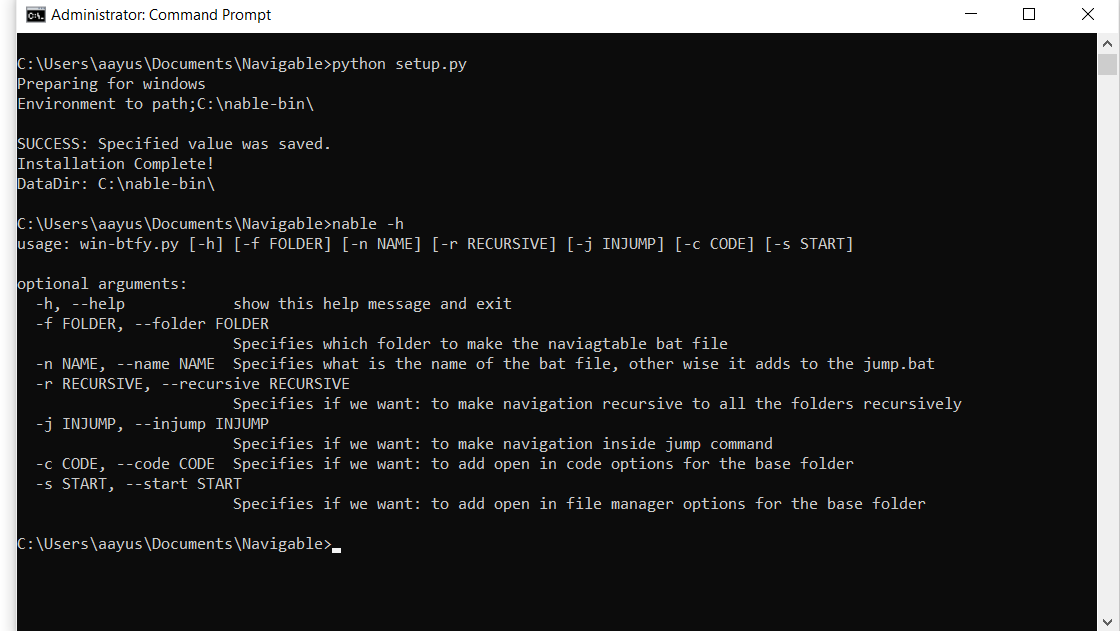 Administrator: Command Prompt
C:\Users\aayus\Documents\Navigable>python setup.py
Preparing for windows
Environment to path;C:\nable-bin\
SUCCESS: Specified value was saved.
Installation Complete!
DataDir: C:\nable-bin\
C:\Users\aayus\Documents\Navigable>nable -h
usage: win-btfy.py [-h] [-f FOLDER] [-n NAME] [-r RECURSIVE] [-j INJUMP] [-c CODE] [-s START]
optional arguments:
-h, --help show this help message and exit
-f FOLDER, --folder FOLDER
Specifies which folder to make the naviagtable bat file
-n NAME, --name NAME Specifies what is the name of the bat file, other wise it adds to the jump.bat
-r RECURSIVE, --recursive RECURSIVE
Specifies if we want: to make navigation recursive to all the folders recursively
-j INJUMP, --injump INJUMP
Specifies if we want: to make navigation inside jump command
-c CODE, --code CODE Specifies if we want: to add open in code options for the base folder
-s START, --start START
Specifies if we want: to add open in file manager options for the base folder
C:\Users\aayus\Documents\Navigable>